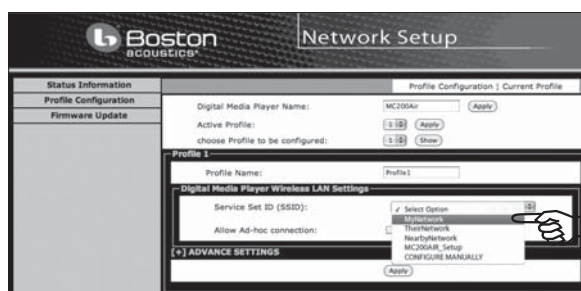 Boston
acoustics
Network Setup
Status Information
Profile Configuration
Firmware Update
Profile Configuration | Current Profile
Digital Media Player Name: MC200Air Apply
Active Profile: 1 Apply
choose Profile to be configured: 1 Show
Profile 1
Profile Name: Profile1
Digital Media Player Wireless LAN Settings
Service Set ID (SSID): ✓ Select Option
MyNetwork
Allow Ad-hoc connection: TheirNetwork
NearbyNetwork
MC200AIR_Setup
CONFIGURE MANUALLY
[+] ADVANCE SETTINGS
Apply